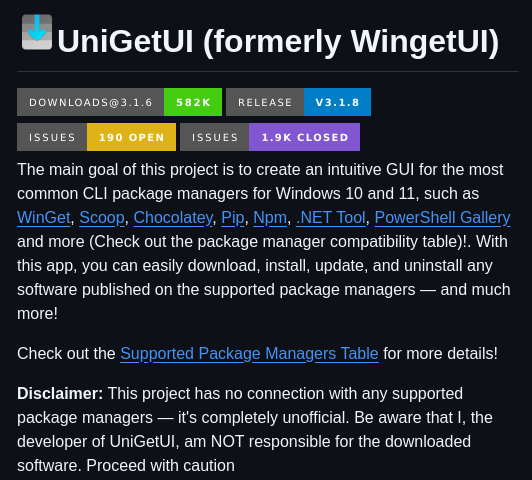 UniGetUI (formerly WingetUI)
DOWNLOADS@3.1.6 582K RELEASE V3.1.8
ISSUES 190 OPEN ISSUES 1.9K CLOSED
The main goal of this project is to create an intuitive GUI for the most
common CLI package managers for Windows 10 and 11, such as
WinGet, Scoop, Chocolatey, Pip, Npm, .NET Tool, PowerShell Gallery
and more (Check out the package manager compatibility table)!. With
this app, you can easily download, install, update, and uninstall any
software published on the supported package managers — and much
more!
Check out the Supported Package Managers Table for more details!
Disclaimer: This project has no connection with any supported
package managers — it's completely unofficial. Be aware that I, the
developer of UniGetUI, am NOT responsible for the downloaded
software. Proceed with caution